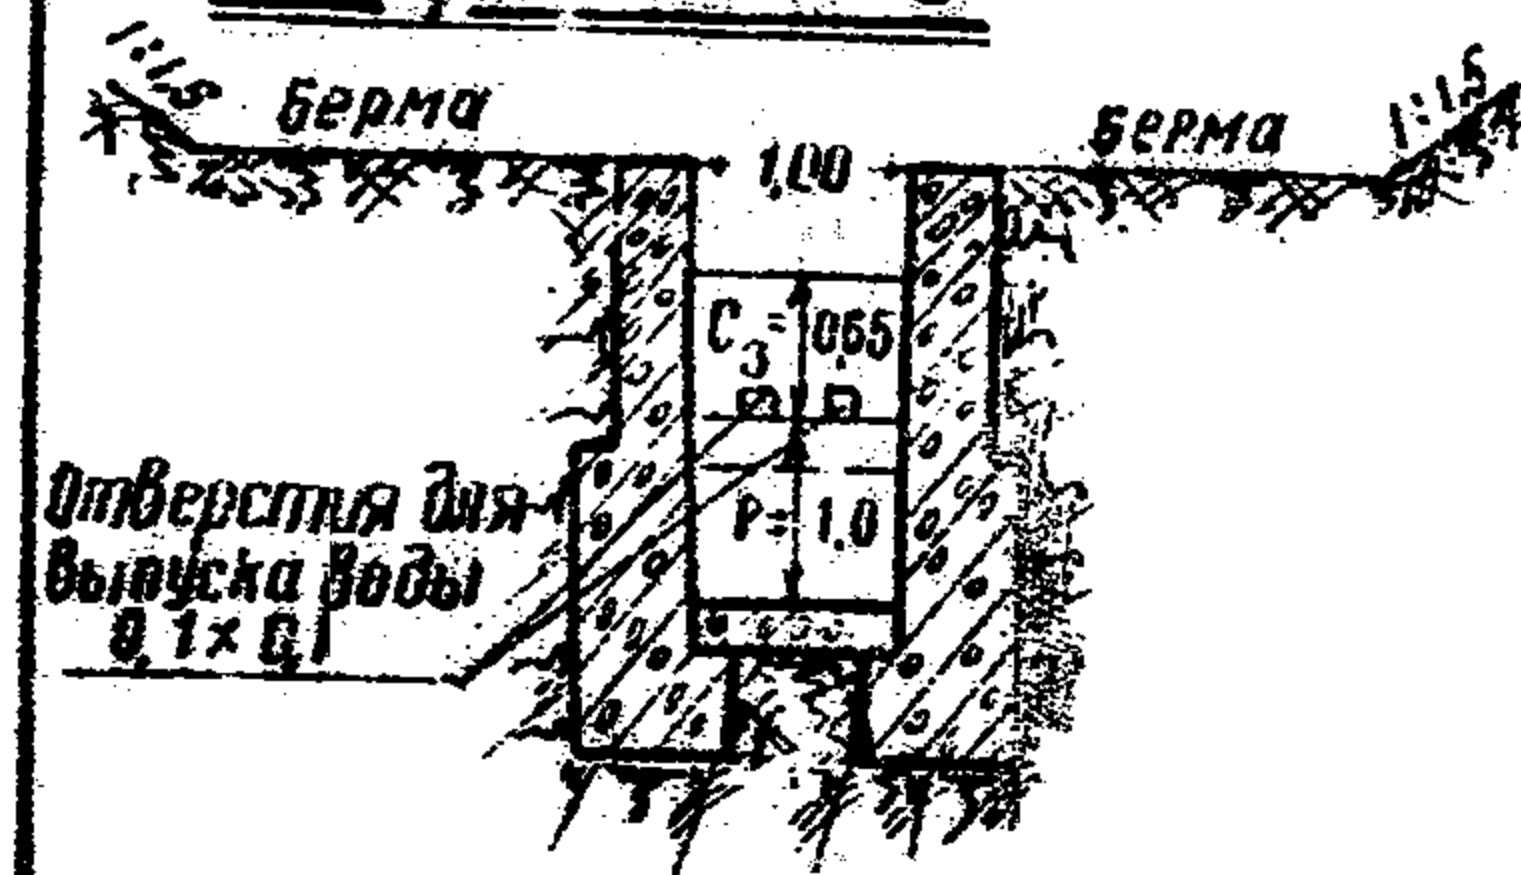 1:1,5
Берма
1,00
Берма
1:1,5
C₃= 0,65
P= 1.0
Отверстия для
выпуска воды
0,1×0,1